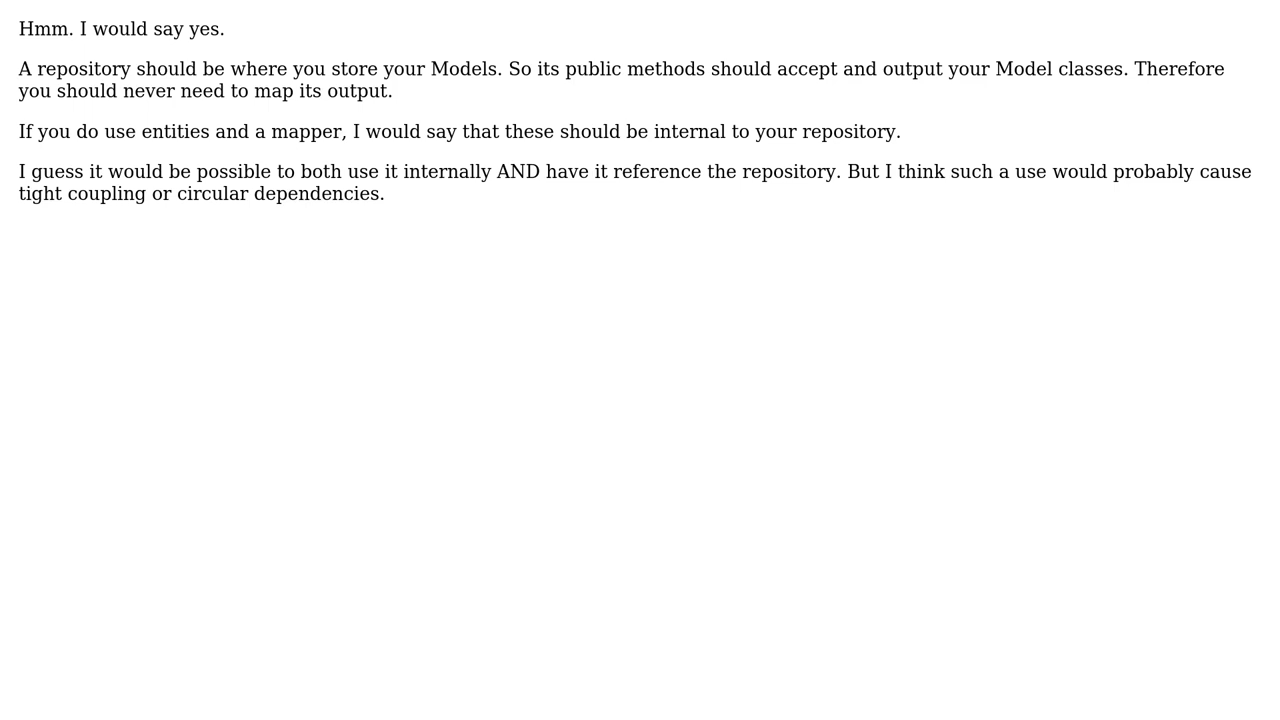 Hmm. I would say yes.
A repository should be where you store your Models. So its public methods should accept and output your Model classes. Therefore
you should never need to map its output.
If you do use entities and a mapper, I would say that these should be internal to your repository.
I guess it would be possible to both use it internally AND have it reference the repository. But I think such a use would probably cause
tight coupling or circular dependencies.